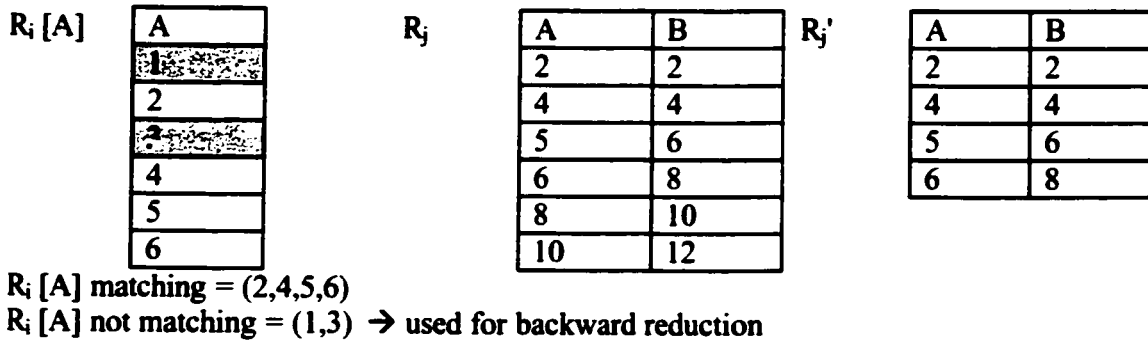 Rᵢ [A]
A
1
2
3
4
5
6
Rⱼ
A B
2 2
4 4
5 6
6 8
8 10
10 12
Rⱼ'
A B
2 2
4 4
5 6
6 8
Rᵢ [A] matching = (2,4,5,6)
Rᵢ [A] not matching = (1,3) → used for backward reduction